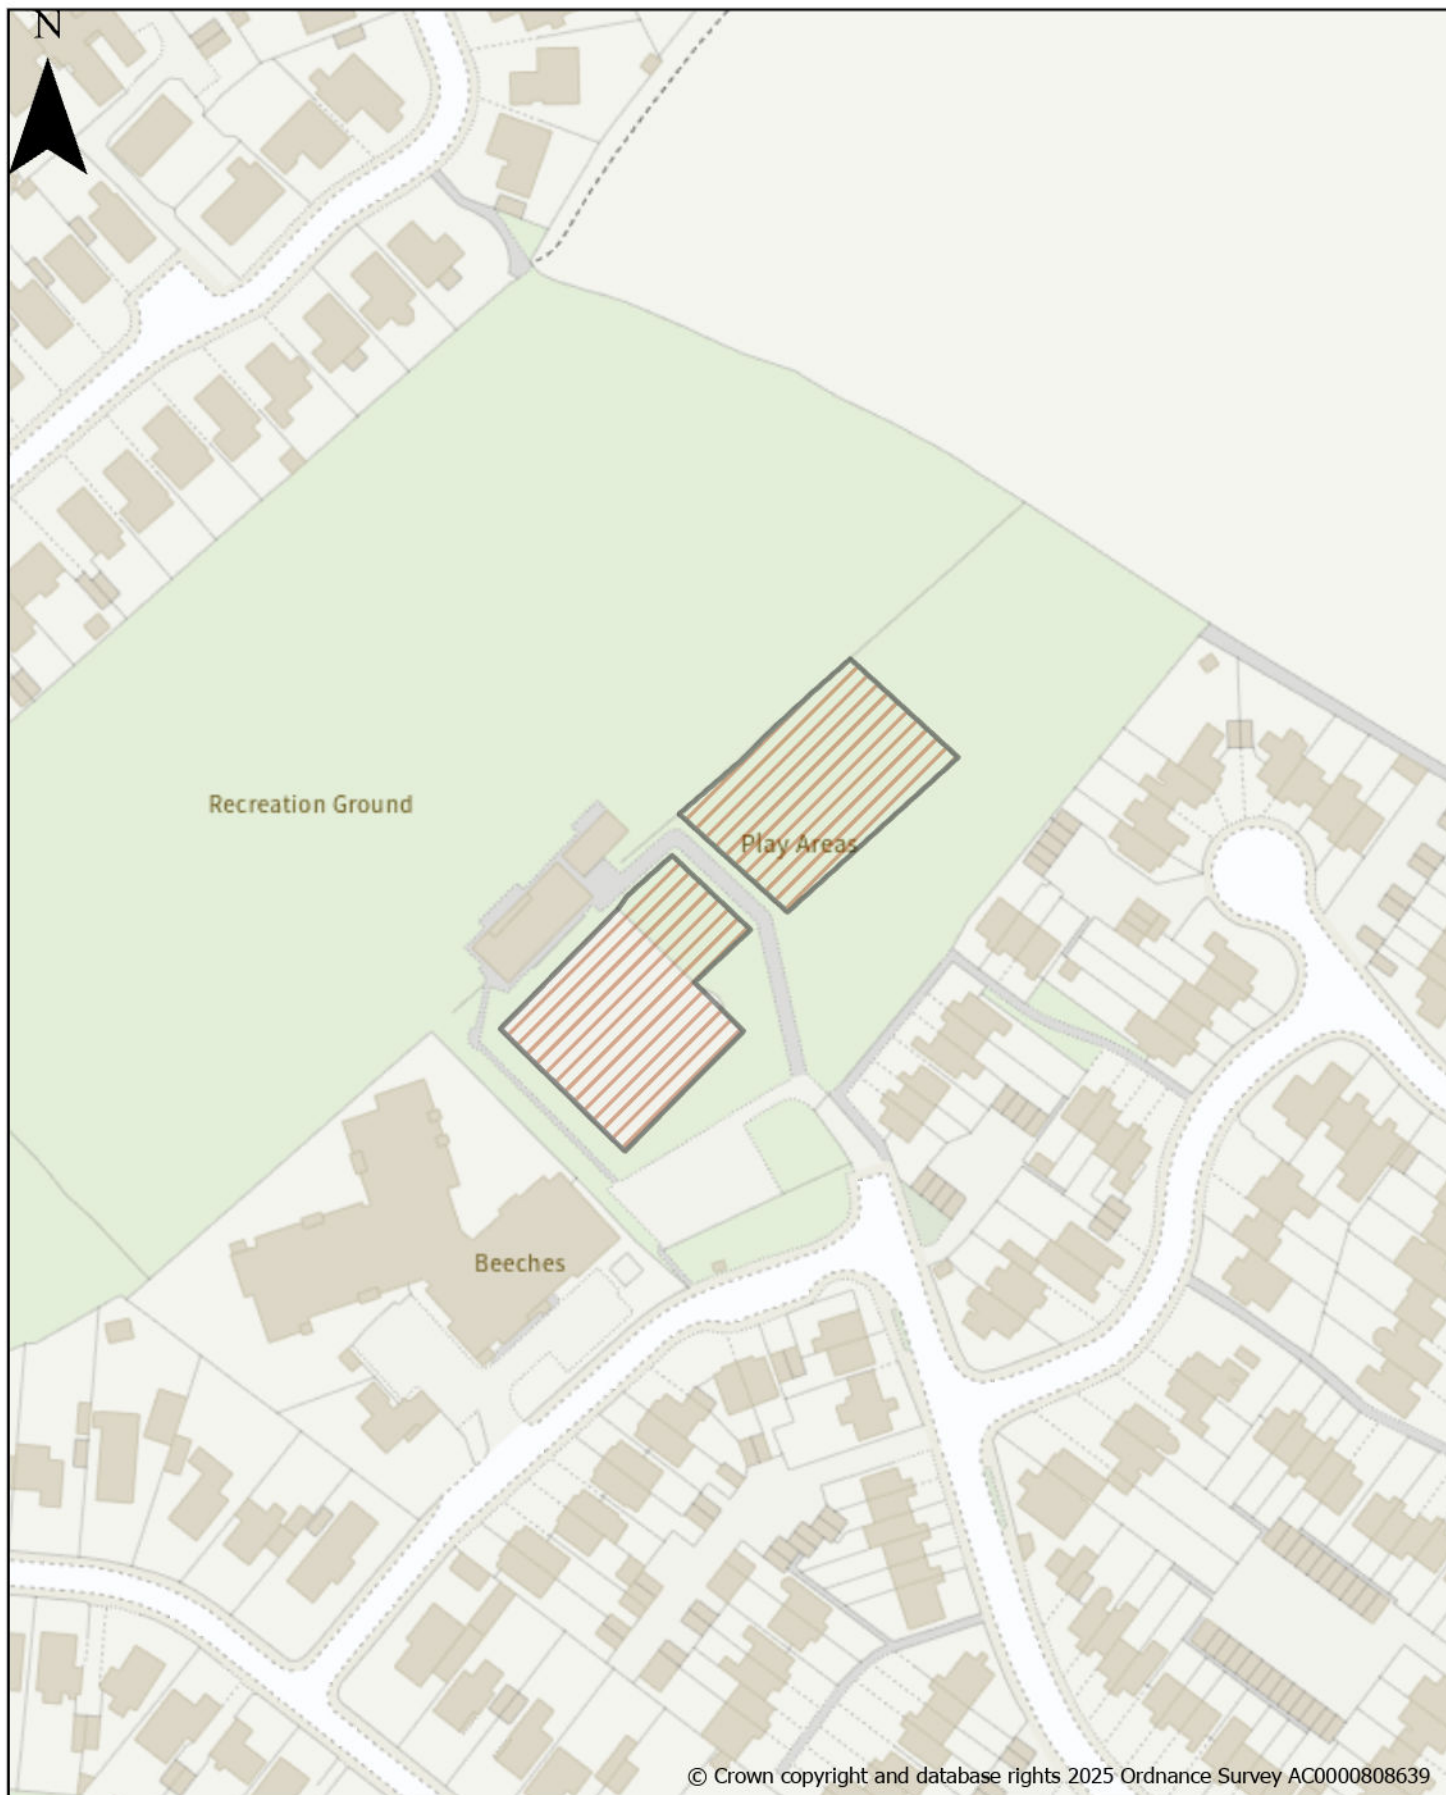 N
Recreation Ground
Play Areas
Beeches
© Crown copyright and database rights 2025 Ordnance Survey AC0000808639